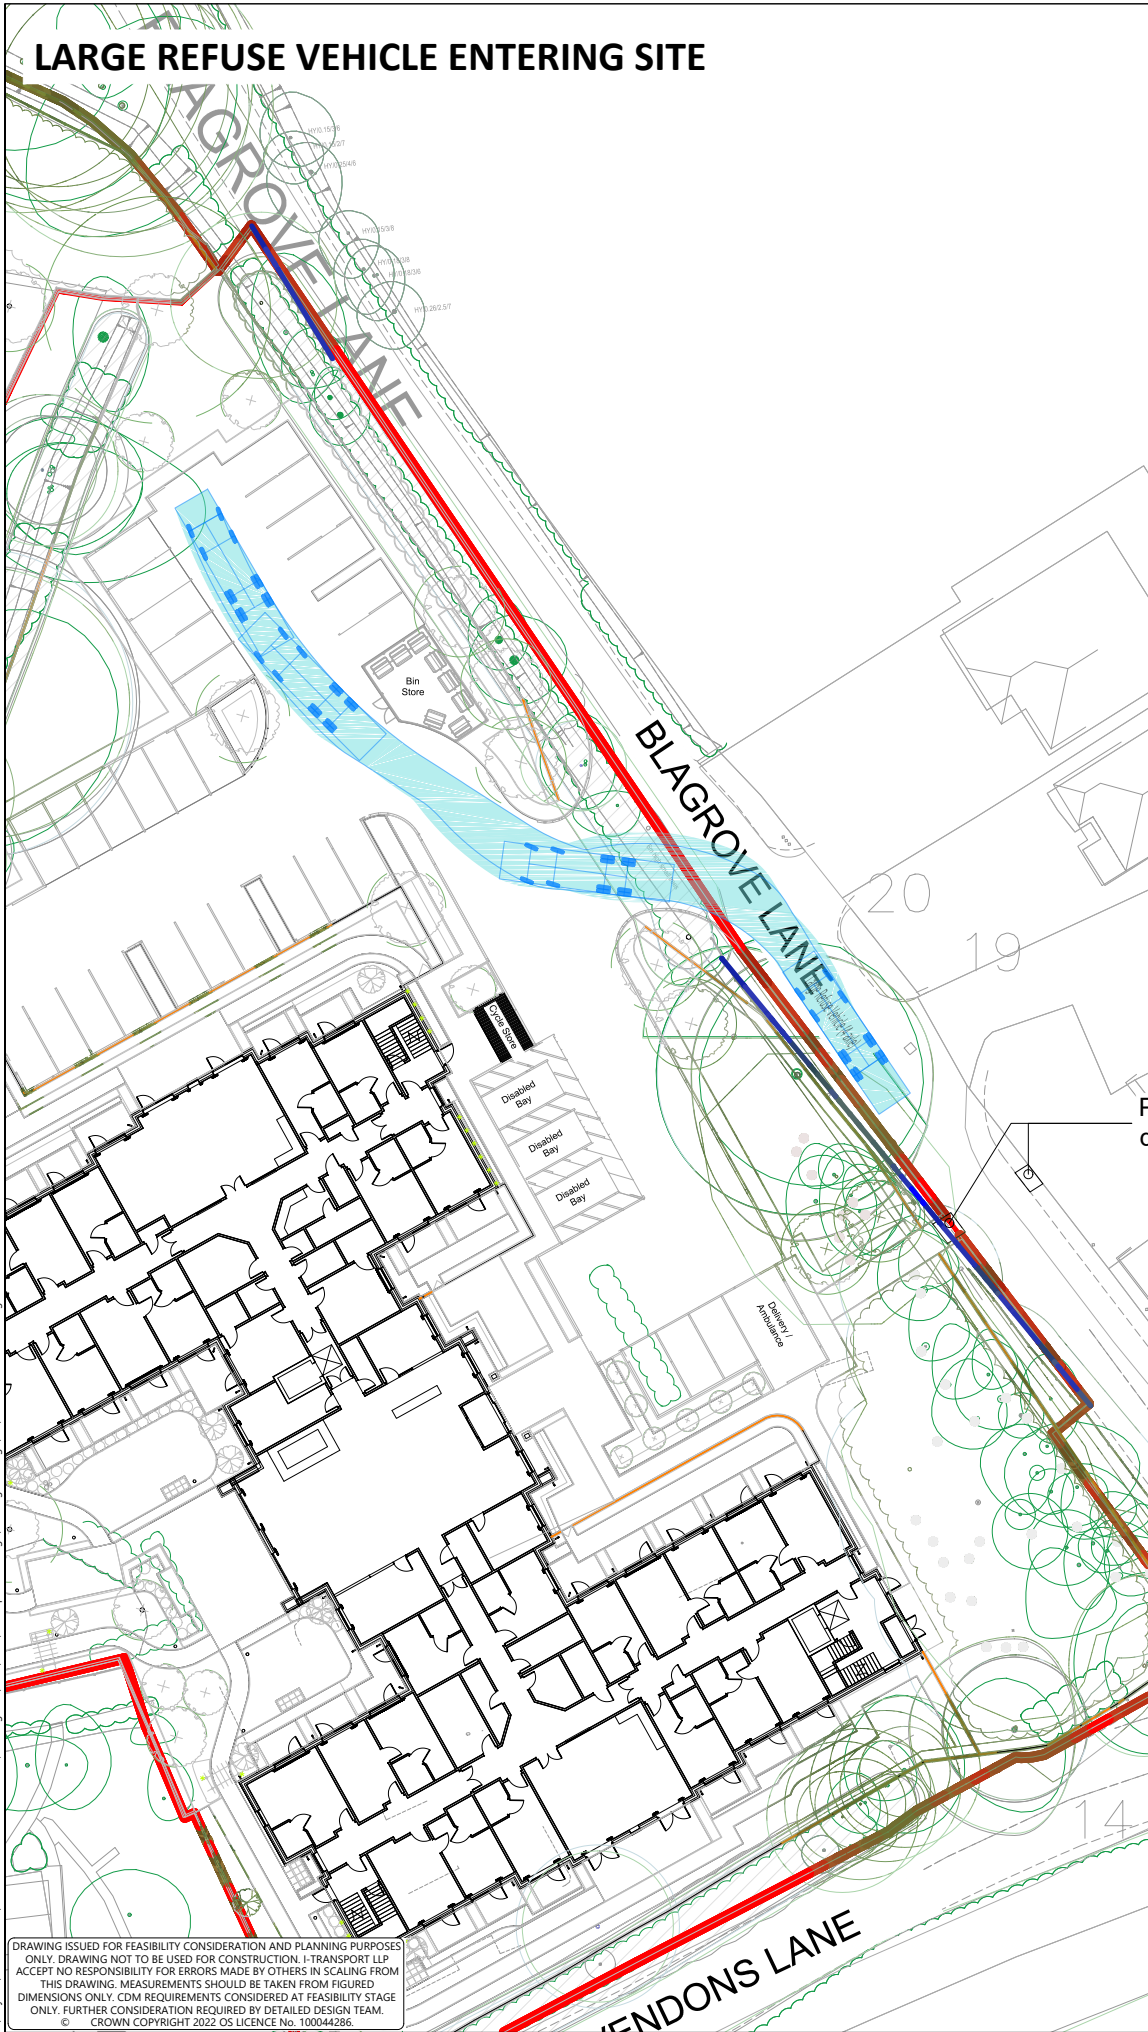 LARGE REFUSE VEHICLE ENTERING SITE
BLAGROVE LANE
Bin
Store
BLAGROVE LANE
20
19
Cycle Store
Disabled
Bay
Disabled
Bay
Disabled
Bay
Delivery /
Ambulance
14
DRAWING ISSUED FOR FEASIBILITY CONSIDERATION AND PLANNING PURPOSES
ONLY. DRAWING NOT TO BE USED FOR CONSTRUCTION. I-TRANSPORT LLP
ACCEPT NO RESPONSIBILITY FOR ERRORS MADE BY OTHERS IN SCALING FROM
THIS DRAWING. MEASUREMENTS SHOULD BE TAKEN FROM FIGURED
DIMENSIONS ONLY. CDM REQUIREMENTS CONSIDERED AT FEASIBILITY STAGE
ONLY. FURTHER CONSIDERATION REQUIRED BY DETAILED DESIGN TEAM.
© CROWN COPYRIGHT 2022 OS LICENCE No. 100044286.
VENDONS LANE